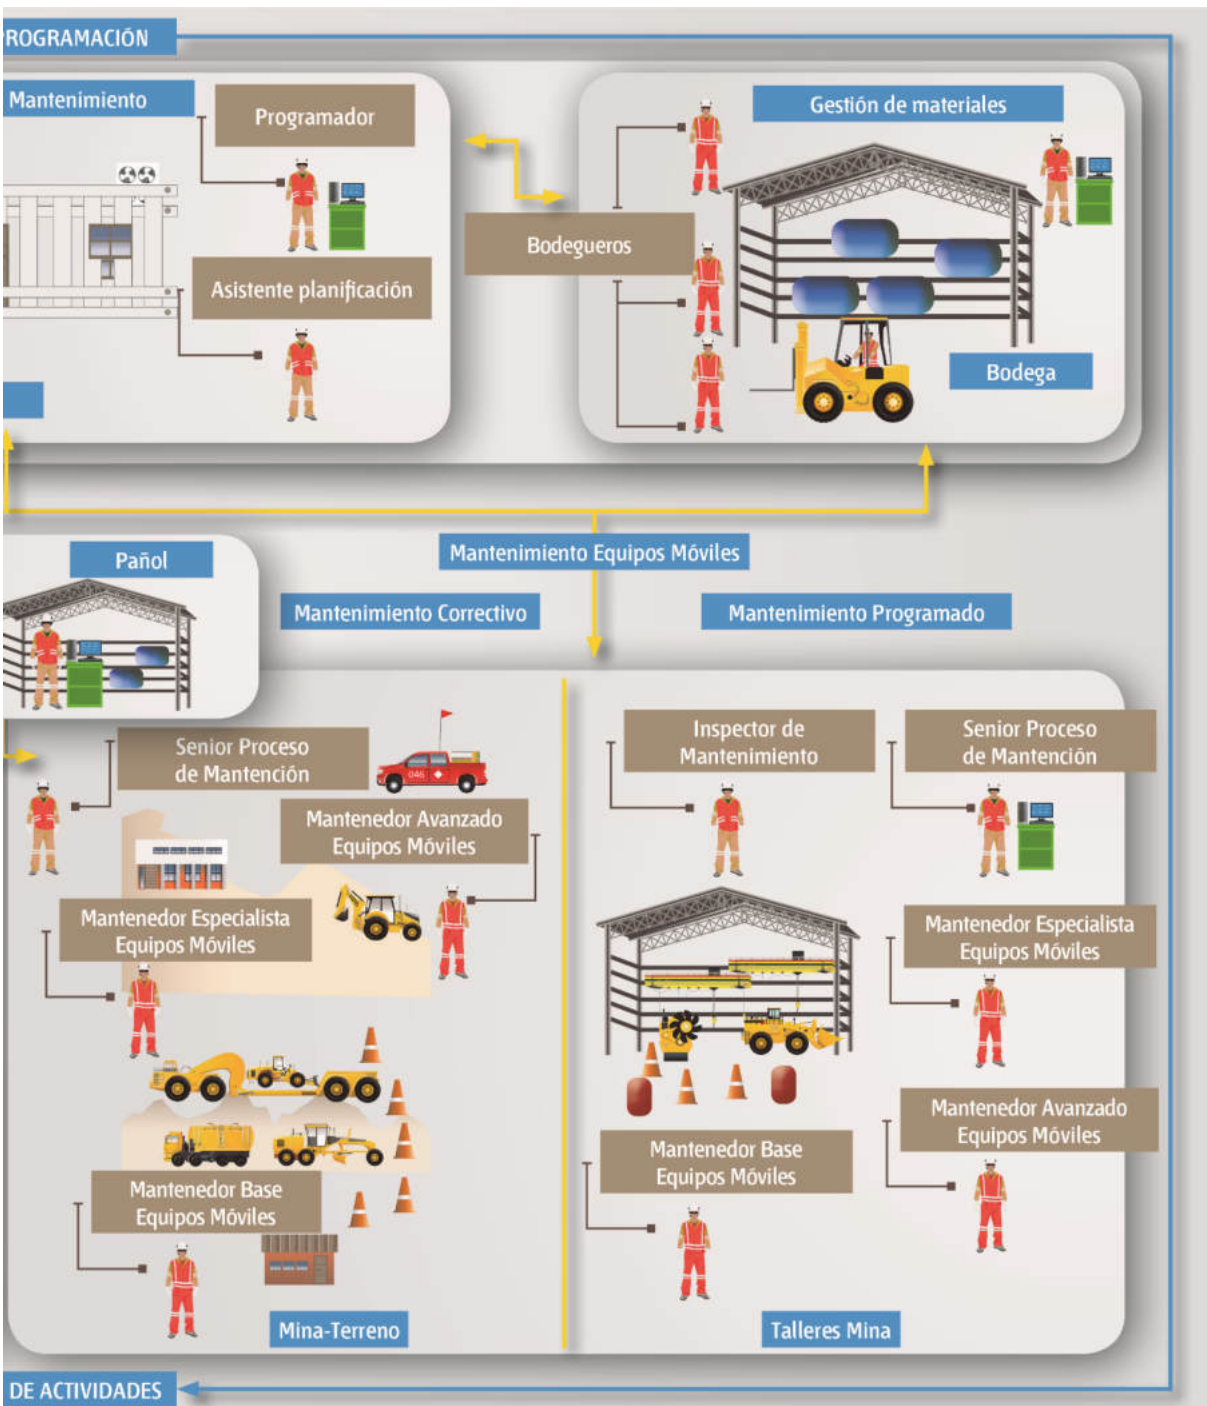 ROGRAMACIÓN
Mantenimiento
Programador
Gestión de materiales
Bodegueros
Asistente planificación
Bodega
Mantenimiento Equipos Móviles
Pañol
Mantenimiento Correctivo
Mantenimiento Programado
Senior Proceso
de Mantención
046
Mantenedor Avanzado
Equipos Móviles
Mantenedor Especialista
Equipos Móviles
Mantenedor Base
Equipos Móviles
Mina-Terreno
Inspector de
Mantenimiento
Senior Proceso
de Mantención
Mantenedor Especialista
Equipos Móviles
Mantenedor Avanzado
Equipos Móviles
Mantenedor Base
Equipos Móviles
Talleres Mina
DE ACTIVIDADES